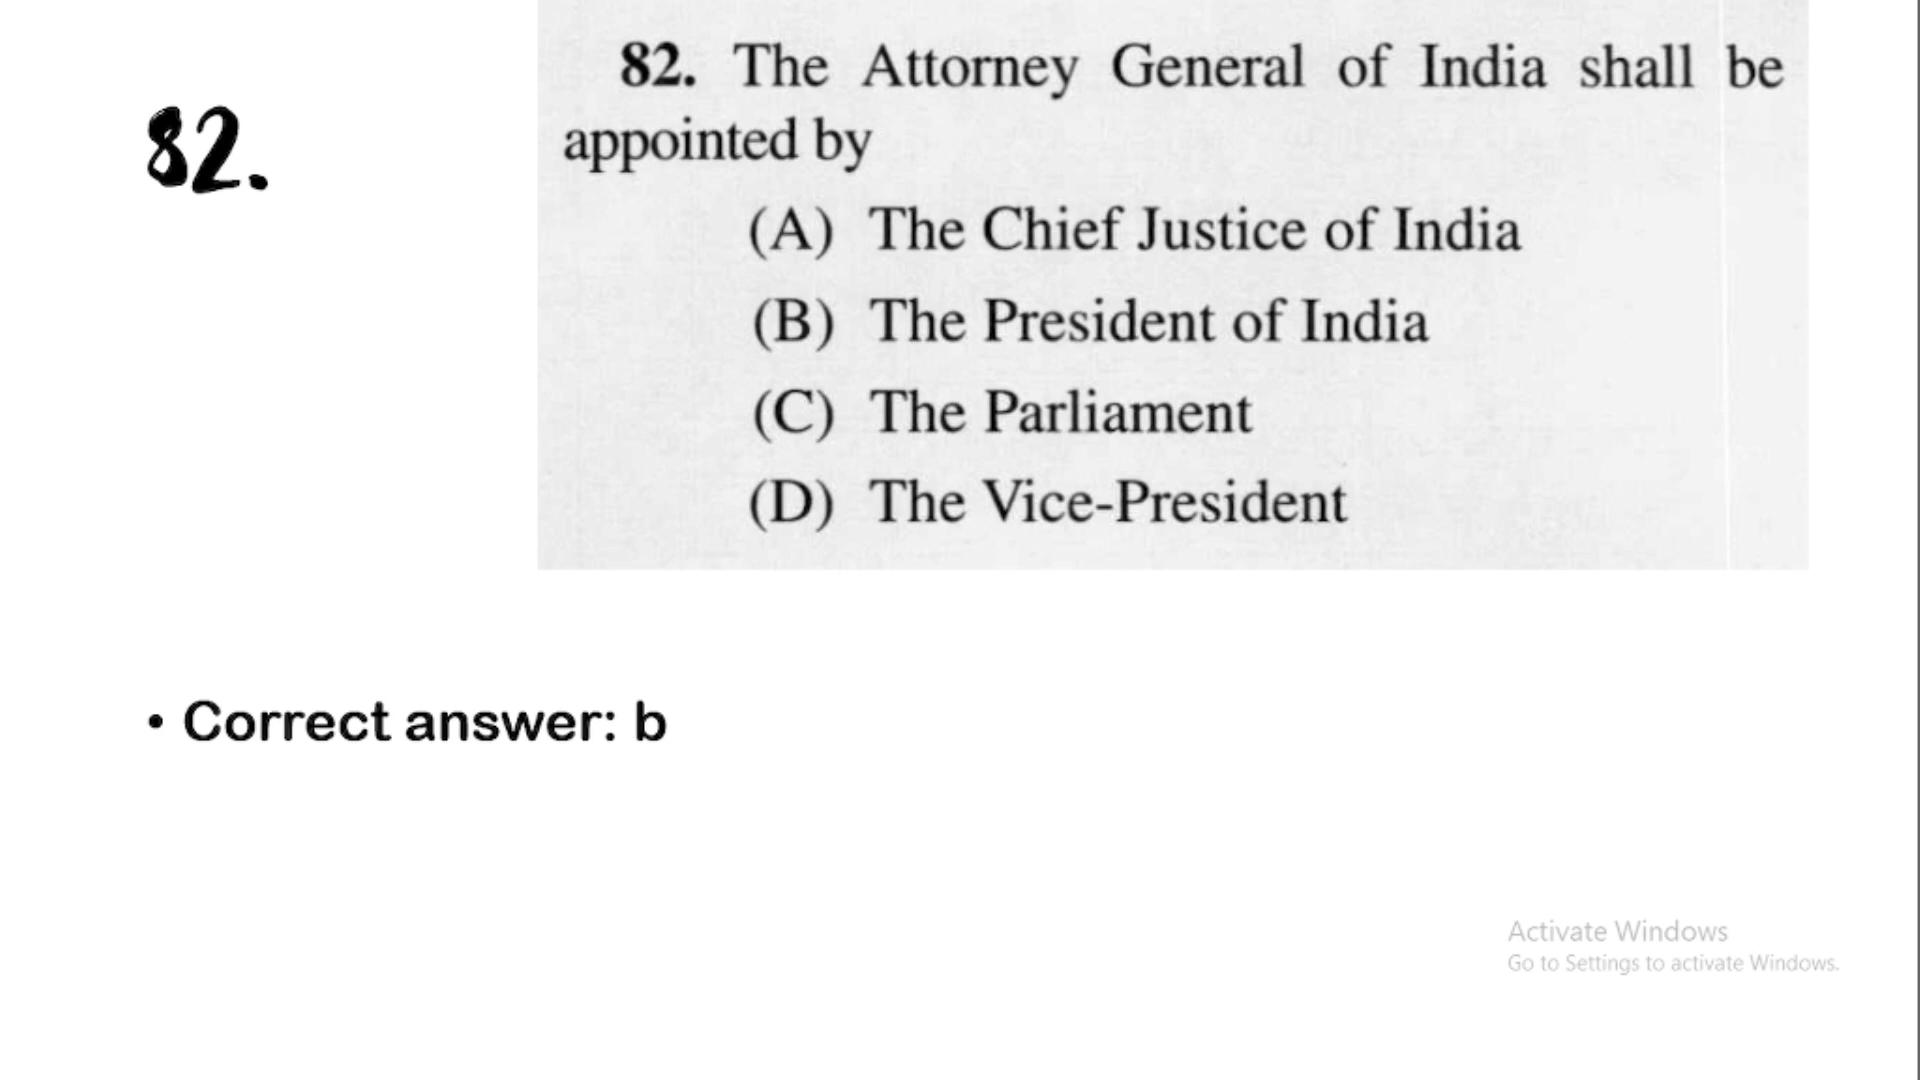 82.
82. The Attorney General of India shall be
appointed by
(A) The Chief Justice of India
(B) The President of India
(C) The Parliament
(D) The Vice-President
• Correct answer: b
Activate Windows
Go to Settings to activate Windows.